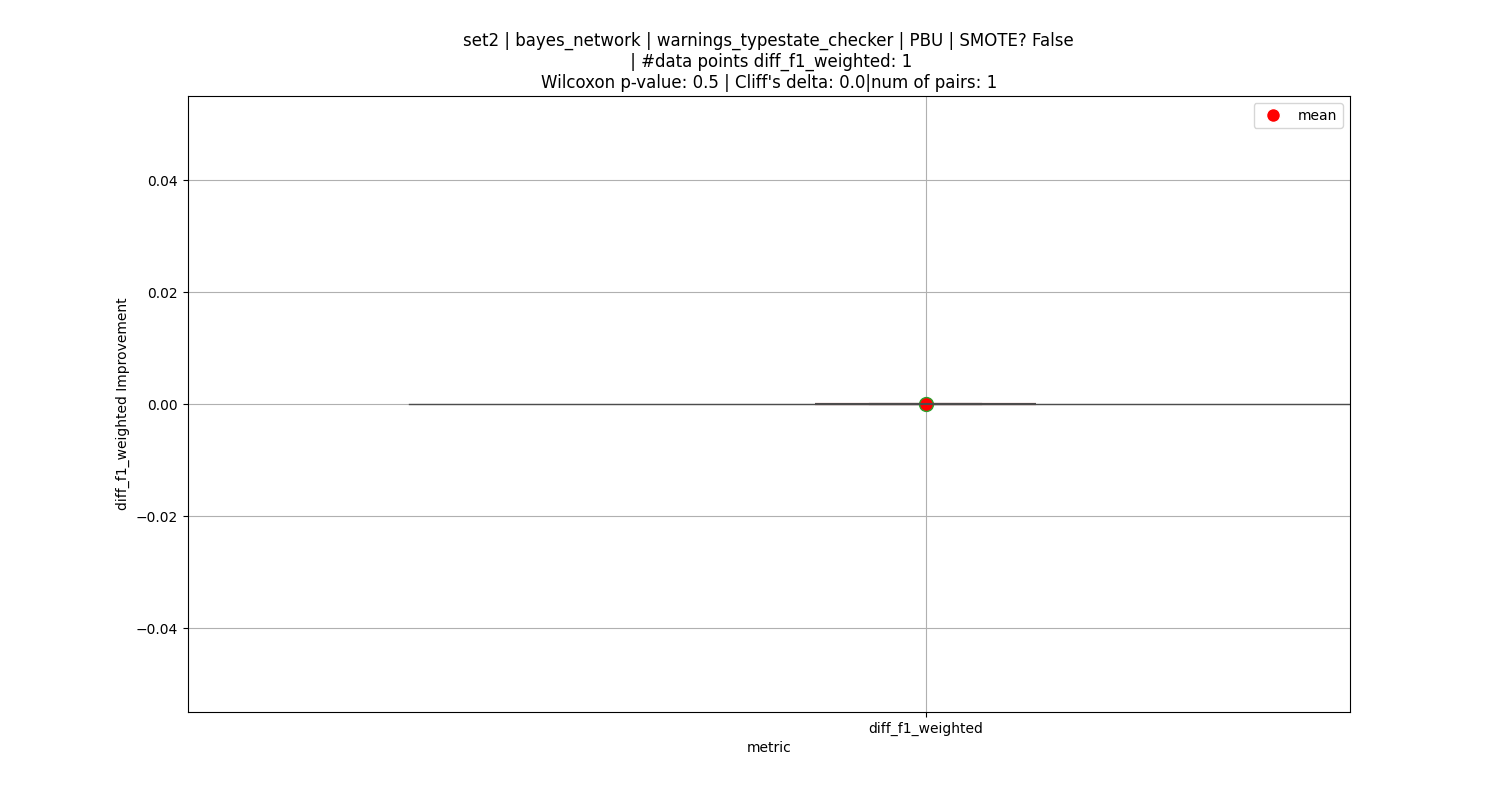 set2 | bayes_network | warnings_typestate_checker | PBU | SMOTE? False
| #data points diff_f1_weighted: 1
Wilcoxon p-value: 0.5 | Cliff's delta: 0.0|num of pairs: 1
mean
0.04
0.02
0.00
−0.02
−0.04
diff_f1_weighted Improvement
diff_f1_weighted
metric